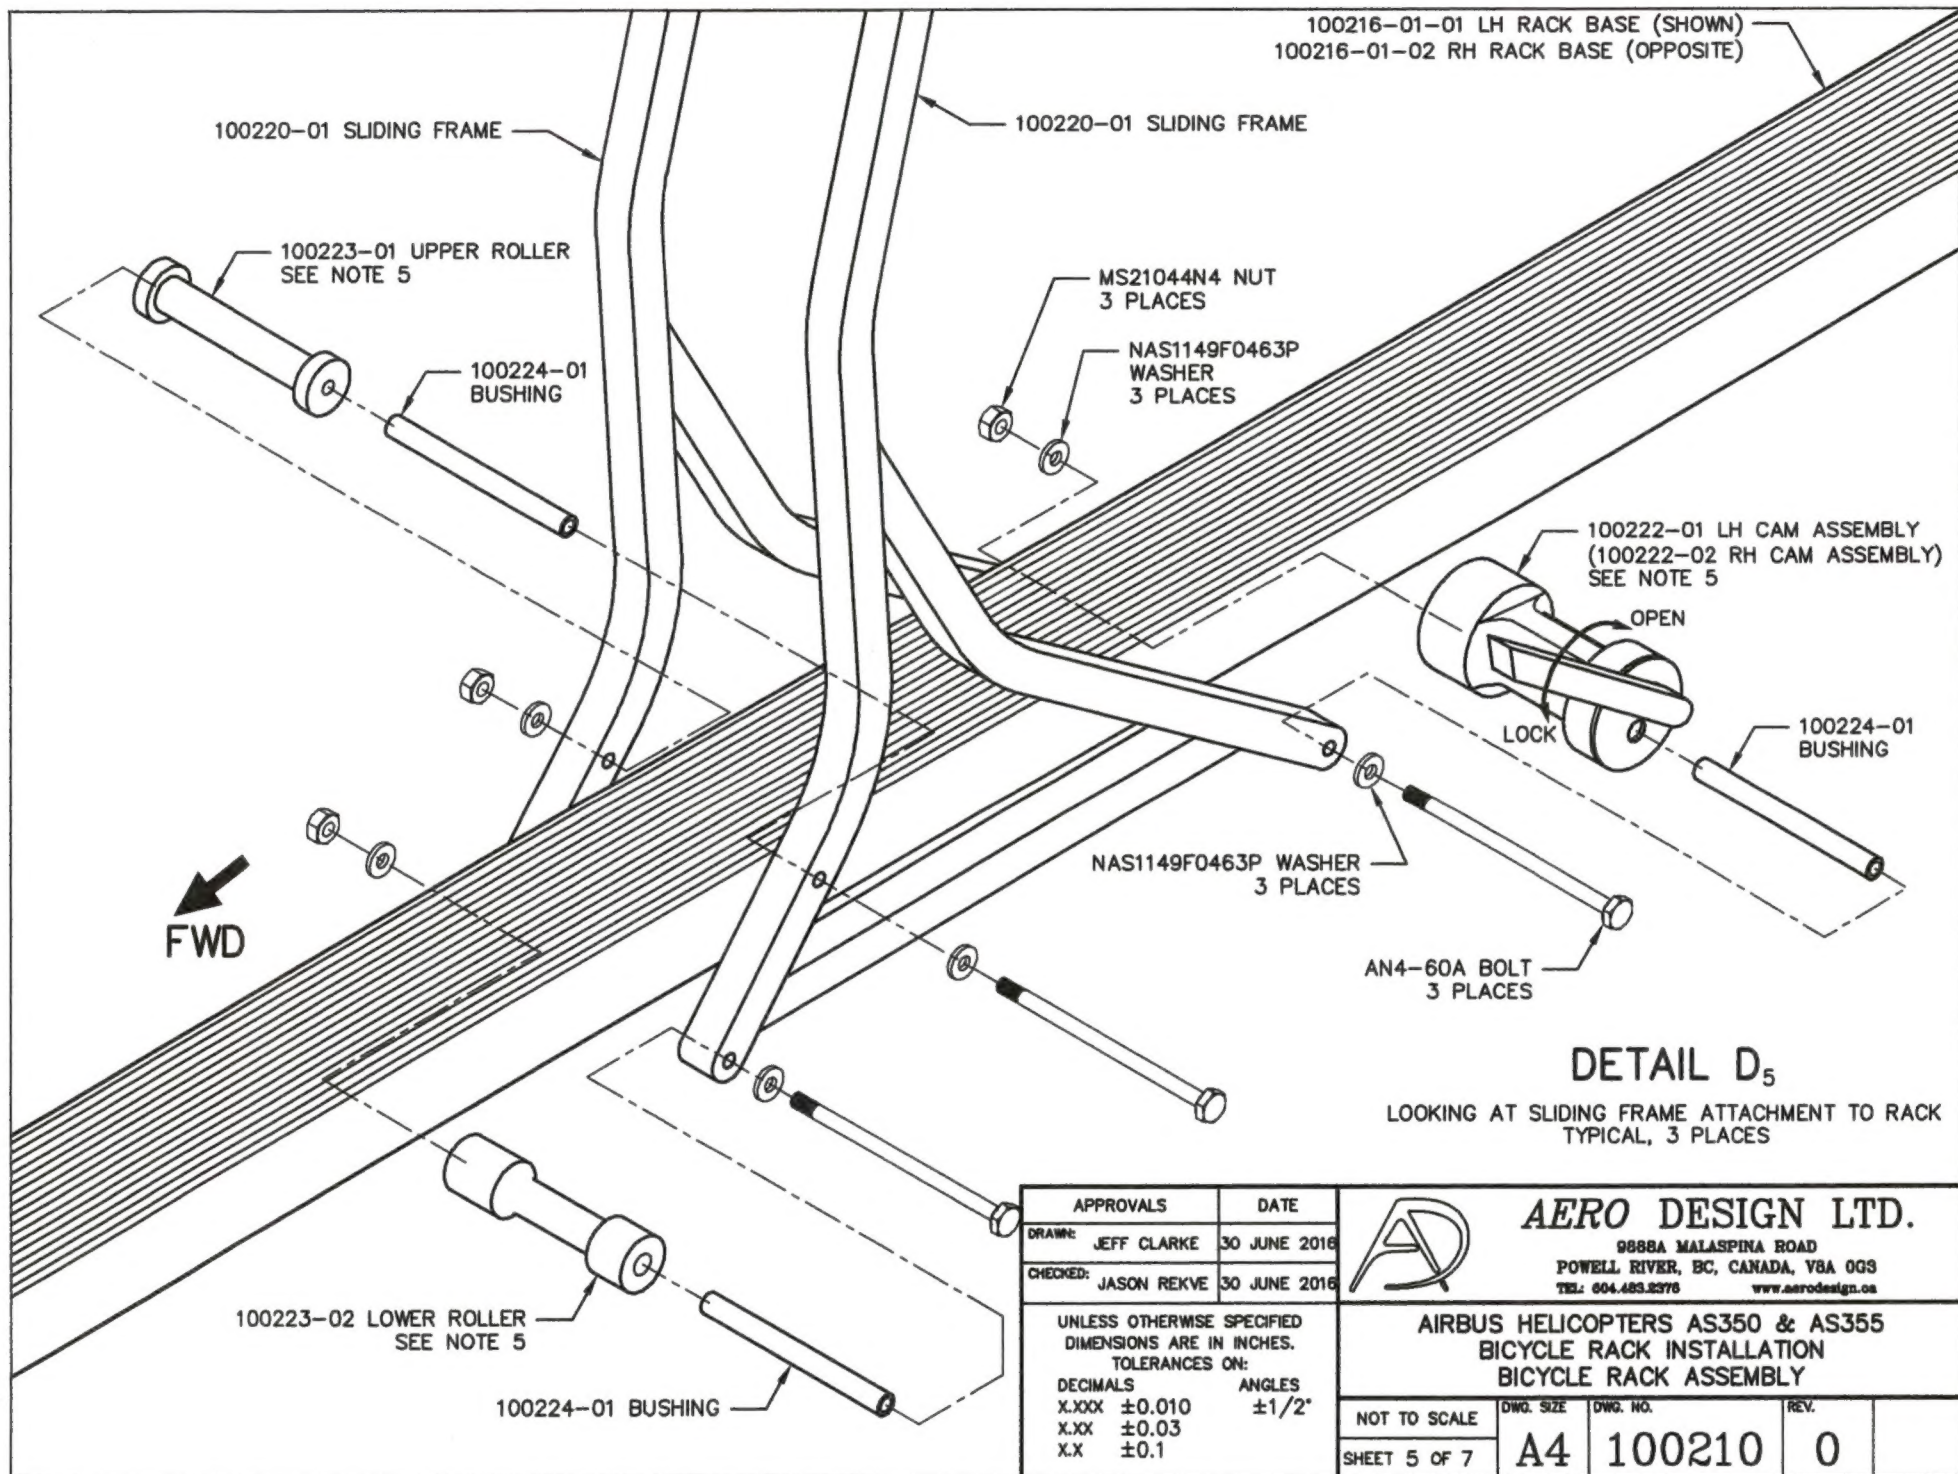 100216-01-01 LH RACK BASE (SHOWN)
100216-01-02 RH RACK BASE (OPPOSITE)
100220-01 SLIDING FRAME
100220-01 SLIDING FRAME
100223-01 UPPER ROLLER
SEE NOTE 5
MS21044N4 NUT
3 PLACES
NAS1149F0463P
WASHER
3 PLACES
100224-01
BUSHING
100222-01 LH CAM ASSEMBLY
(100222-02 RH CAM ASSEMBLY)
SEE NOTE 5
OPEN
LOCK
100224-01
BUSHING
NAS1149F0463P WASHER
3 PLACES
AN4-60A BOLT
3 PLACES
FWD
DETAIL D5
LOOKING AT SLIDING FRAME ATTACHMENT TO RACK
TYPICAL, 3 PLACES
100223-02 LOWER ROLLER
SEE NOTE 5
100224-01 BUSHING
APPROVALS DATE
DRAWN: JEFF CLARKE 30 JUNE 2016
CHECKED: JASON REKVE 30 JUNE 2016
UNLESS OTHERWISE SPECIFIED
DIMENSIONS ARE IN INCHES.
TOLERANCES ON:
DECIMALS ANGLES
X.XXX ±0.010 ±1/2°
X.XX ±0.03
X.X ±0.1
AD
AERO DESIGN LTD.
9888A MALASPINA ROAD
POWELL RIVER, BC, CANADA, V8A 0G3
TEL: 604.483.2376 www.aerodesign.ca
AIRBUS HELICOPTERS AS350 & AS355
BICYCLE RACK INSTALLATION
BICYCLE RACK ASSEMBLY
NOT TO SCALE
SHEET 5 OF 7
DWG. SIZE
A4
DWG. NO.
100210
REV.
0